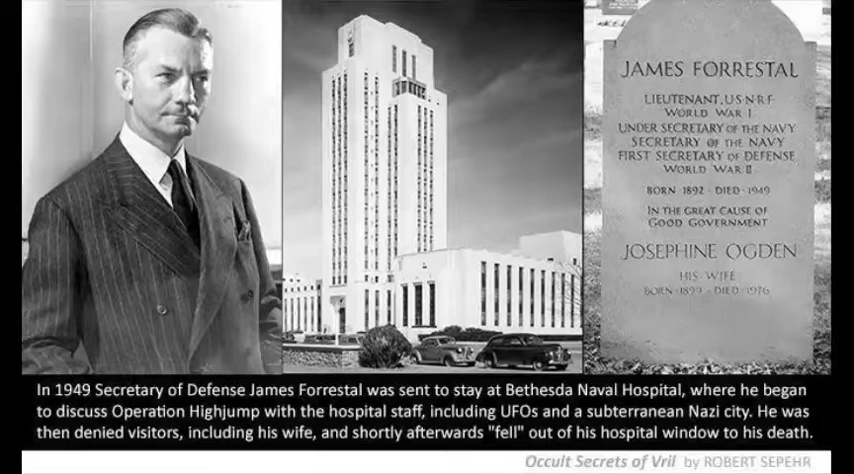 JAMES FORRESTAL
LIEUTENANT, U S N R F
WORLD WAR I
UNDER SECRETARY OF THE NAVY
SECRETARY OF THE NAVY
FIRST SECRETARY OF DEFENSE
WORLD WAR II
BORN · 1892 · DIED · 1949
IN THE GREAT CAUSE OF
GOOD GOVERNMENT
JOSEPHINE OGDEN
HIS WIFE
BORN · 1899 · DIED · 1976
In 1949 Secretary of Defense James Forrestal was sent to stay at Bethesda Naval Hospital, where he began
to discuss Operation Highjump with the hospital staff, including UFOs and a subterranean Nazi city. He was
then denied visitors, including his wife, and shortly afterwards "fell" out of his hospital window to his death.
Occult Secrets of Vril by ROBERT SEPEHR